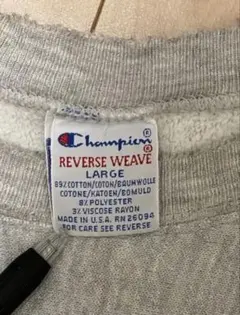 Champion®
REVERSE WEAVE®
LARGE
89% COTTON/COTON/BAUMWOLLE
COTONE/KATOEN/BOMULD
8% POLYESTER
3% VISCOSE RAYON
MADE IN U.S.A. RN 26094
FOR CARE SEE REVERSE